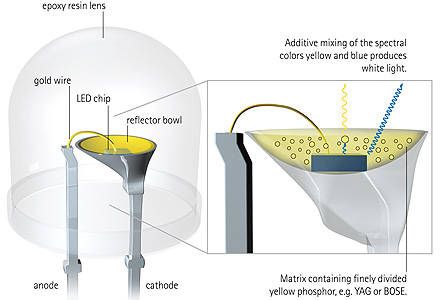 epoxy resin lens
gold wire
LED chip
reflector bowl
anode
cathode
Additive mixing of the spectral
colors yellow and blue produces
white light.
Matrix containing finely divided
yellow phosphor, e.g. YAG or BOSE.